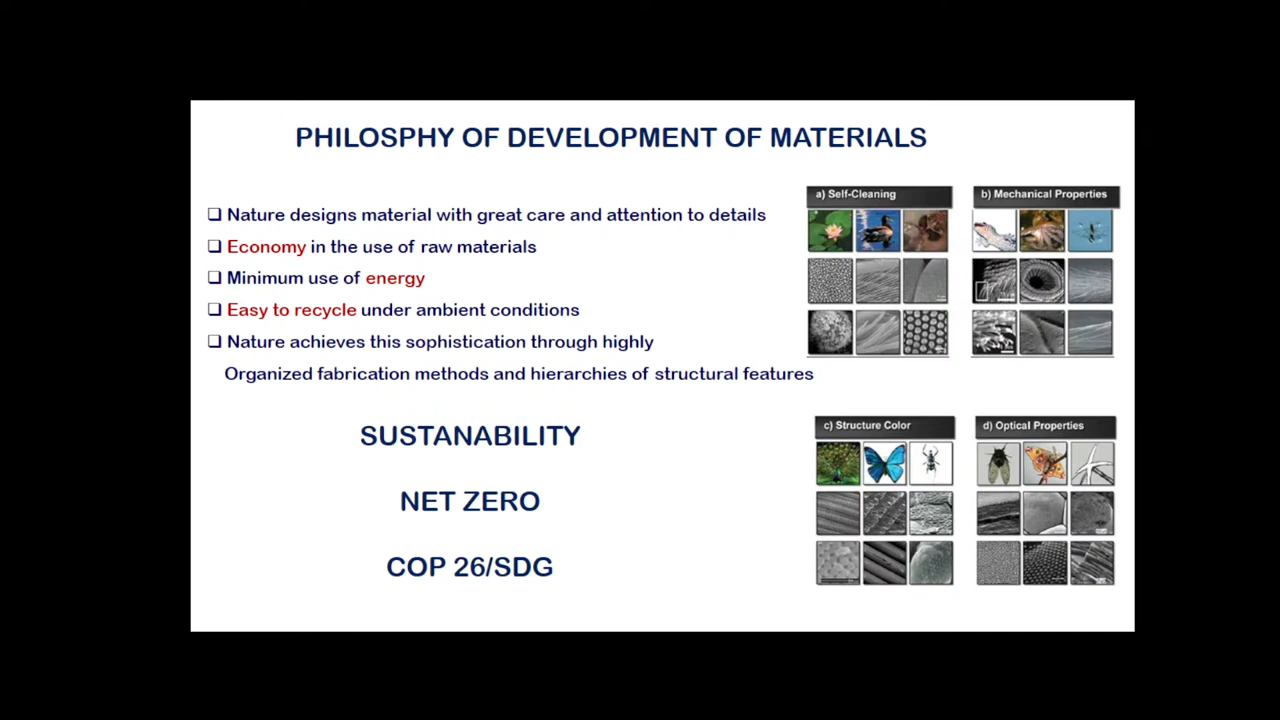 PHILOSPHY OF DEVELOPMENT OF MATERIALS
❑ Nature designs material with great care and attention to details
❑ Economy in the use of raw materials
❑ Minimum use of energy
❑ Easy to recycle under ambient conditions
❑ Nature achieves this sophistication through highly
Organized fabrication methods and hierarchies of structural features
SUSTANABILITY
NET ZERO
COP 26/SDG
a) Self-Cleaning
b) Mechanical Properties
c) Structure Color
d) Optical Properties